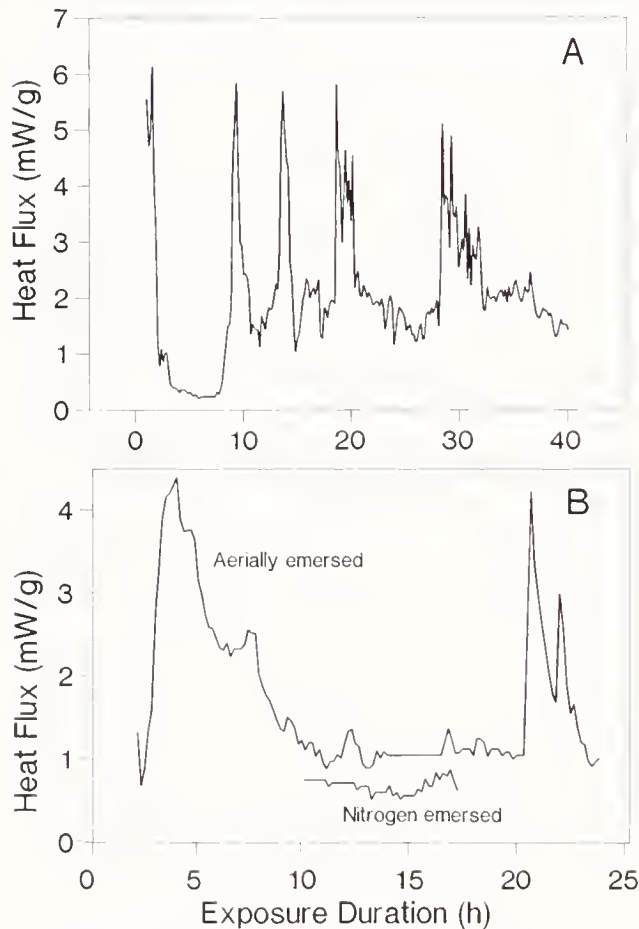 A
Heat Flux (mW/g)
7
6
5
4
3
2
1
0
0 10 20 30 40
B
Aerially emersed
Nitrogen emersed
Heat Flux (mW/g)
4
3
2
1
0
0 5 10 15 20 25
Exposure Duration (h)